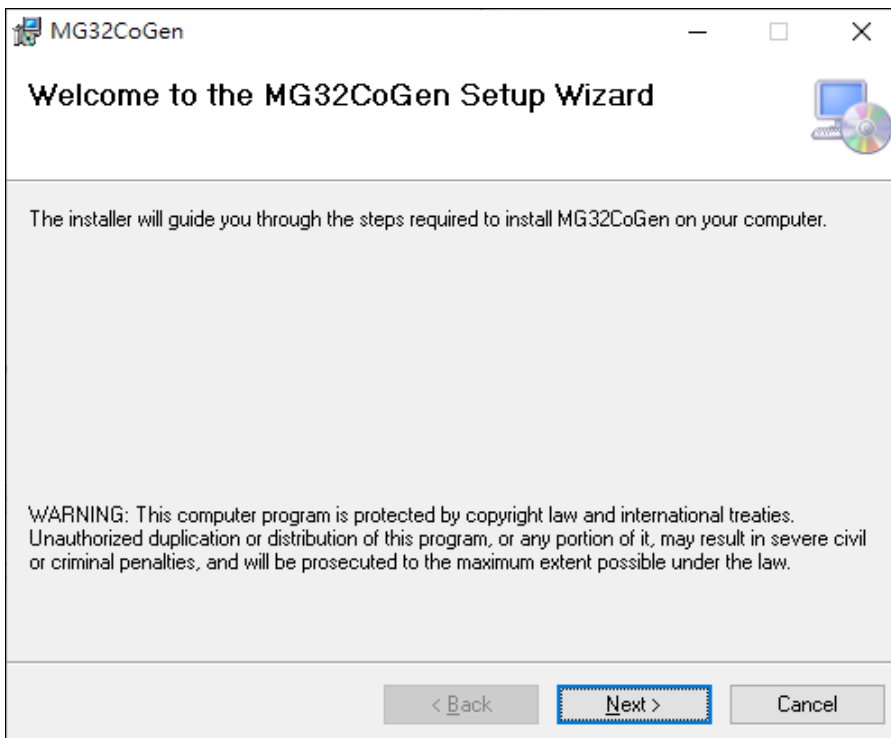 MG32CoGen
Welcome to the MG32CoGen Setup Wizard
The installer will guide you through the steps required to install MG32CoGen on your computer.
WARNING: This computer program is protected by copyright law and international treaties.
Unauthorized duplication or distribution of this program, or any portion of it, may result in severe civil
or criminal penalties, and will be prosecuted to the maximum extent possible under the law.
< Back
Next >
Cancel